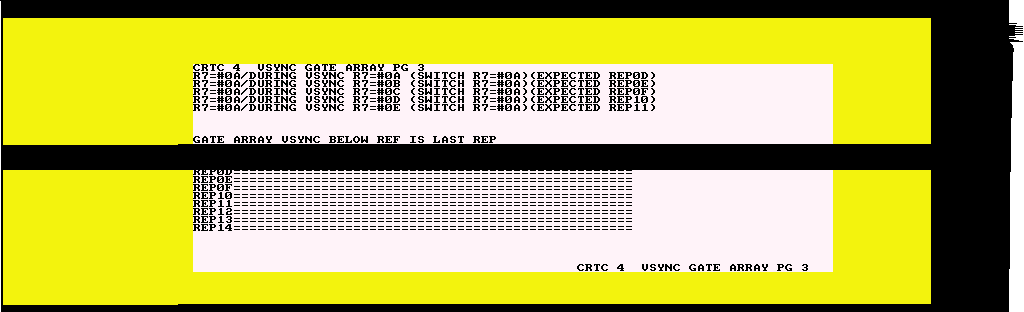 CRTC 4  VSYNC GATE ARRAY PG 3
R7=#0A/DURING VSYNC R7=#0A (SWITCH R7=#0A)(EXPECTED REP0D)
R7=#0A/DURING VSYNC R7=#0B (SWITCH R7=#0A)(EXPECTED REP0E)
R7=#0A/DURING VSYNC R7=#0C (SWITCH R7=#0A)(EXPECTED REP0F)
R7=#0A/DURING VSYNC R7=#0D (SWITCH R7=#0A)(EXPECTED REP10)
R7=#0A/DURING VSYNC R7=#0E (SWITCH R7=#0A)(EXPECTED REP11)
GATE ARRAY VSYNC BELOW REF IS LAST REP
REP0D==================================================
REP0E==================================================
REP0F==================================================
REP10==================================================
REP11==================================================
REP12==================================================
REP13==================================================
REP14==================================================
CRTC 4  VSYNC GATE ARRAY PG 3